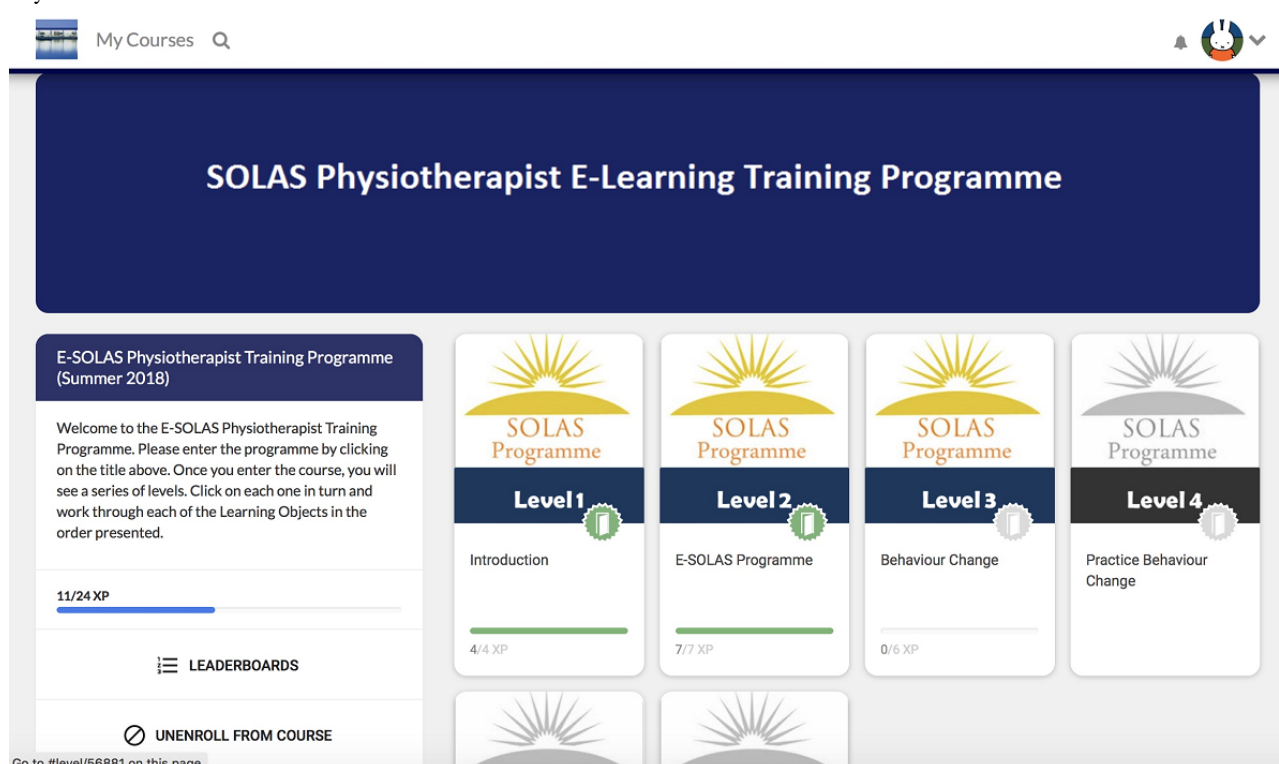 My Courses
SOLAS Physiotherapist E-Learning Training Programme
E-SOLAS Physiotherapist Training Programme
(Summer 2018)
Welcome to the E-SOLAS Physiotherapist Training
Programme. Please enter the programme by clicking
on the title above. Once you enter the course, you will
see a series of levels. Click on each one in turn and
work through each of the Learning Objects in the
order presented.
11/24 XP
LEADERBOARDS
UNENROLL FROM COURSE
SOLAS
Programme
Level 1
Introduction
4/4 XP
SOLAS
Programme
Level 2
E-SOLAS Programme
7/7 XP
SOLAS
Programme
Level 3
Behaviour Change
0/6 XP
SOLAS
Programme
Level 4
Practice Behaviour
Change
Go to #level/56881 on this page